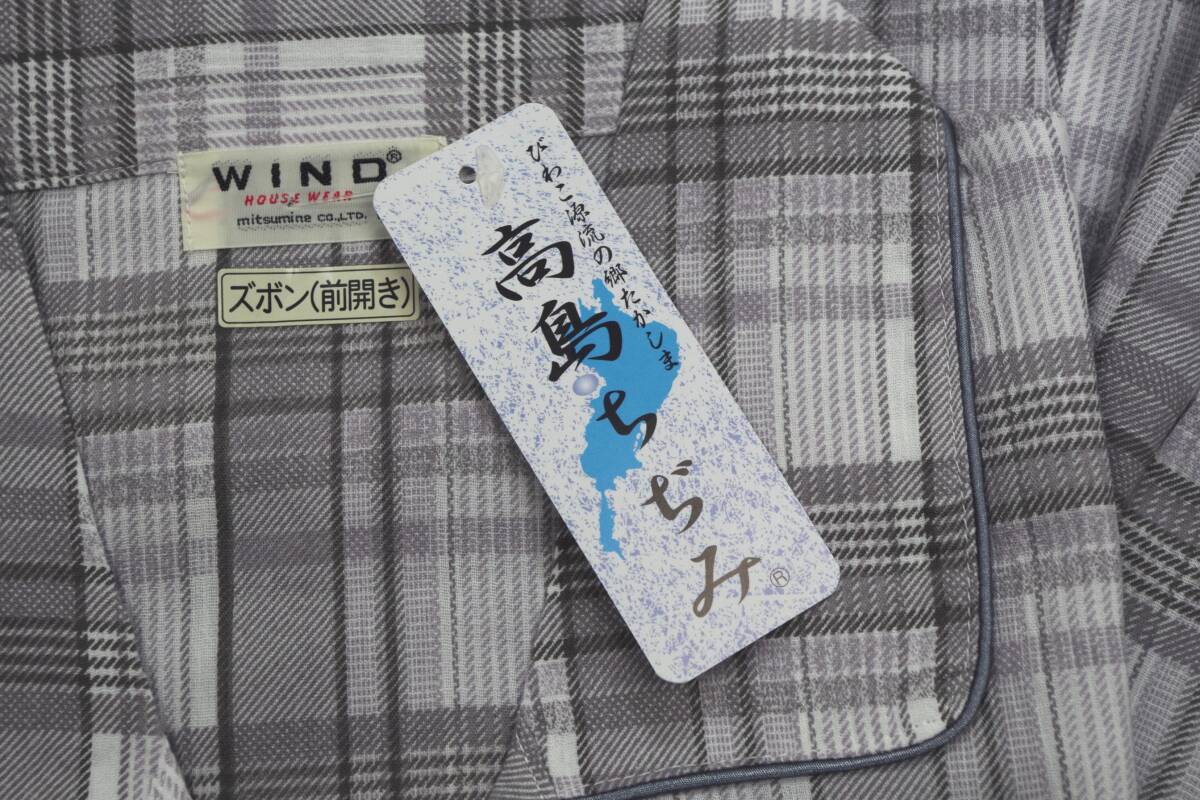 WIND®
HOUSE WEAR
mitsumine CO.,LTD.
ズボン(前開き)
びわこ源流の郷たかしま
高島ちぢみ®